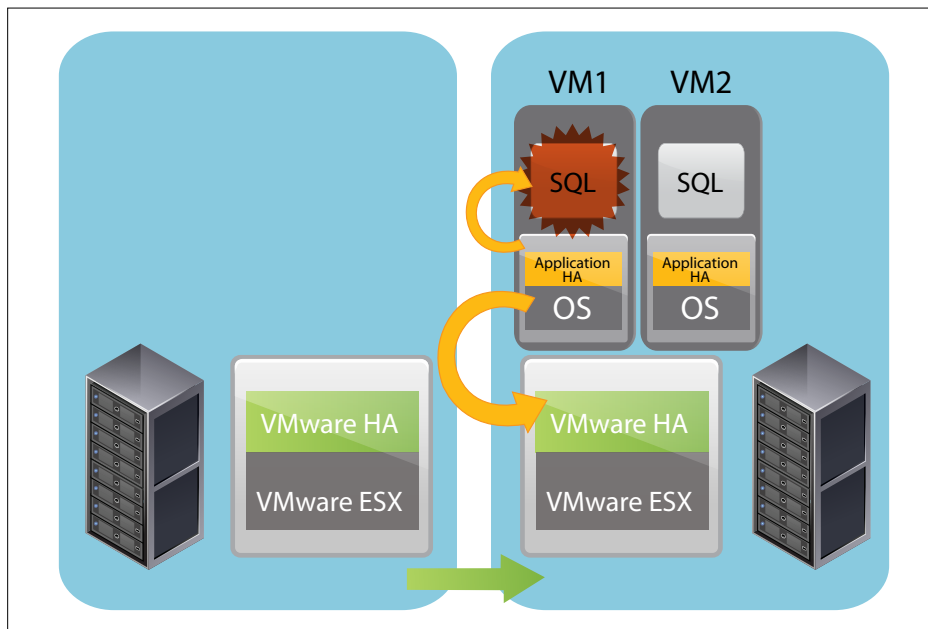 VM1
VM2
SQL
SQL
Application
HA
OS
Application
HA
OS
VMware HA
VMware ESX
VMware HA
VMware ESX